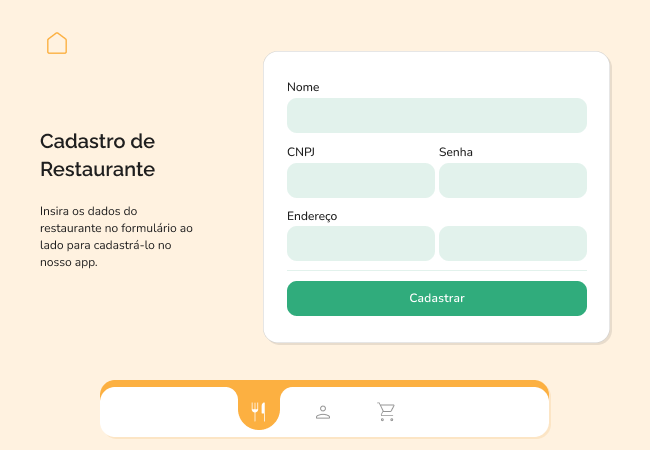 Cadastro de
Restaurante
Insira os dados do
restaurante no formulário ao
lado para cadastrá-lo no
nosso app.
Nome
CNPJ
Senha
Endereço
Cadastrar